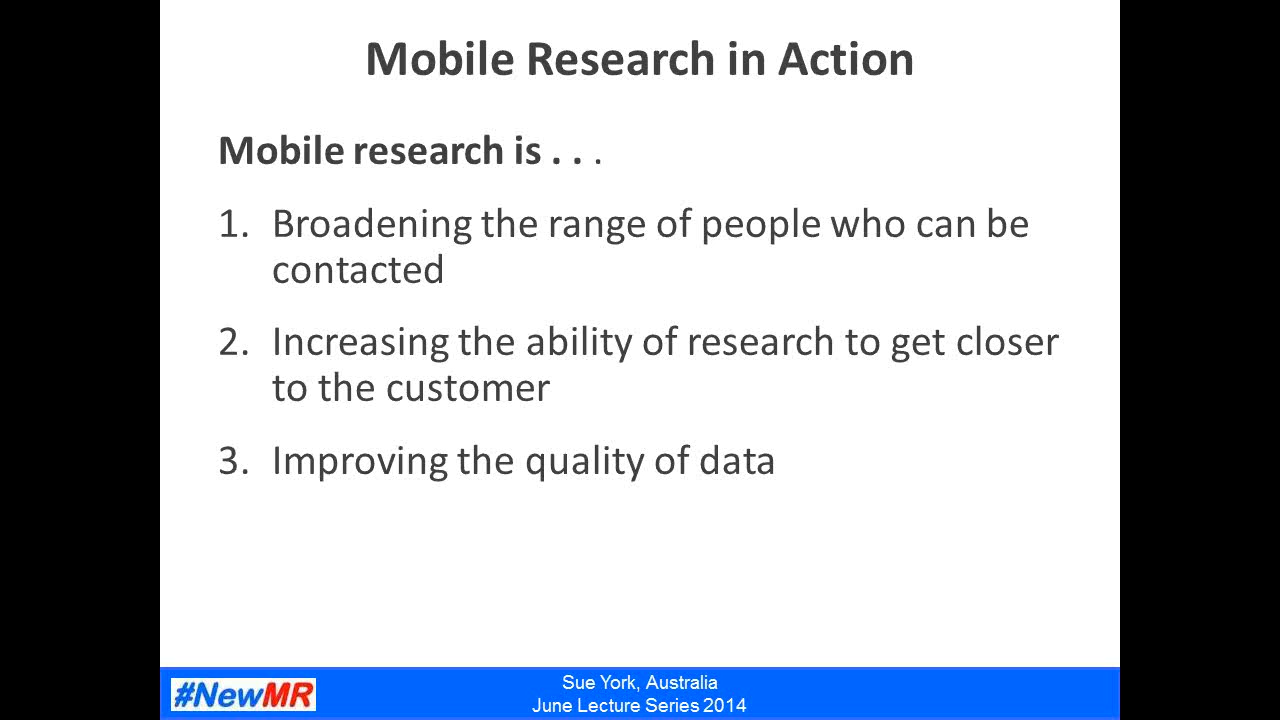 Mobile Research in Action
Mobile research is . . .
1. Broadening the range of people who can be
contacted
2. Increasing the ability of research to get closer
to the customer
3. Improving the quality of data
#NewMR
Sue York, Australia
June Lecture Series 2014